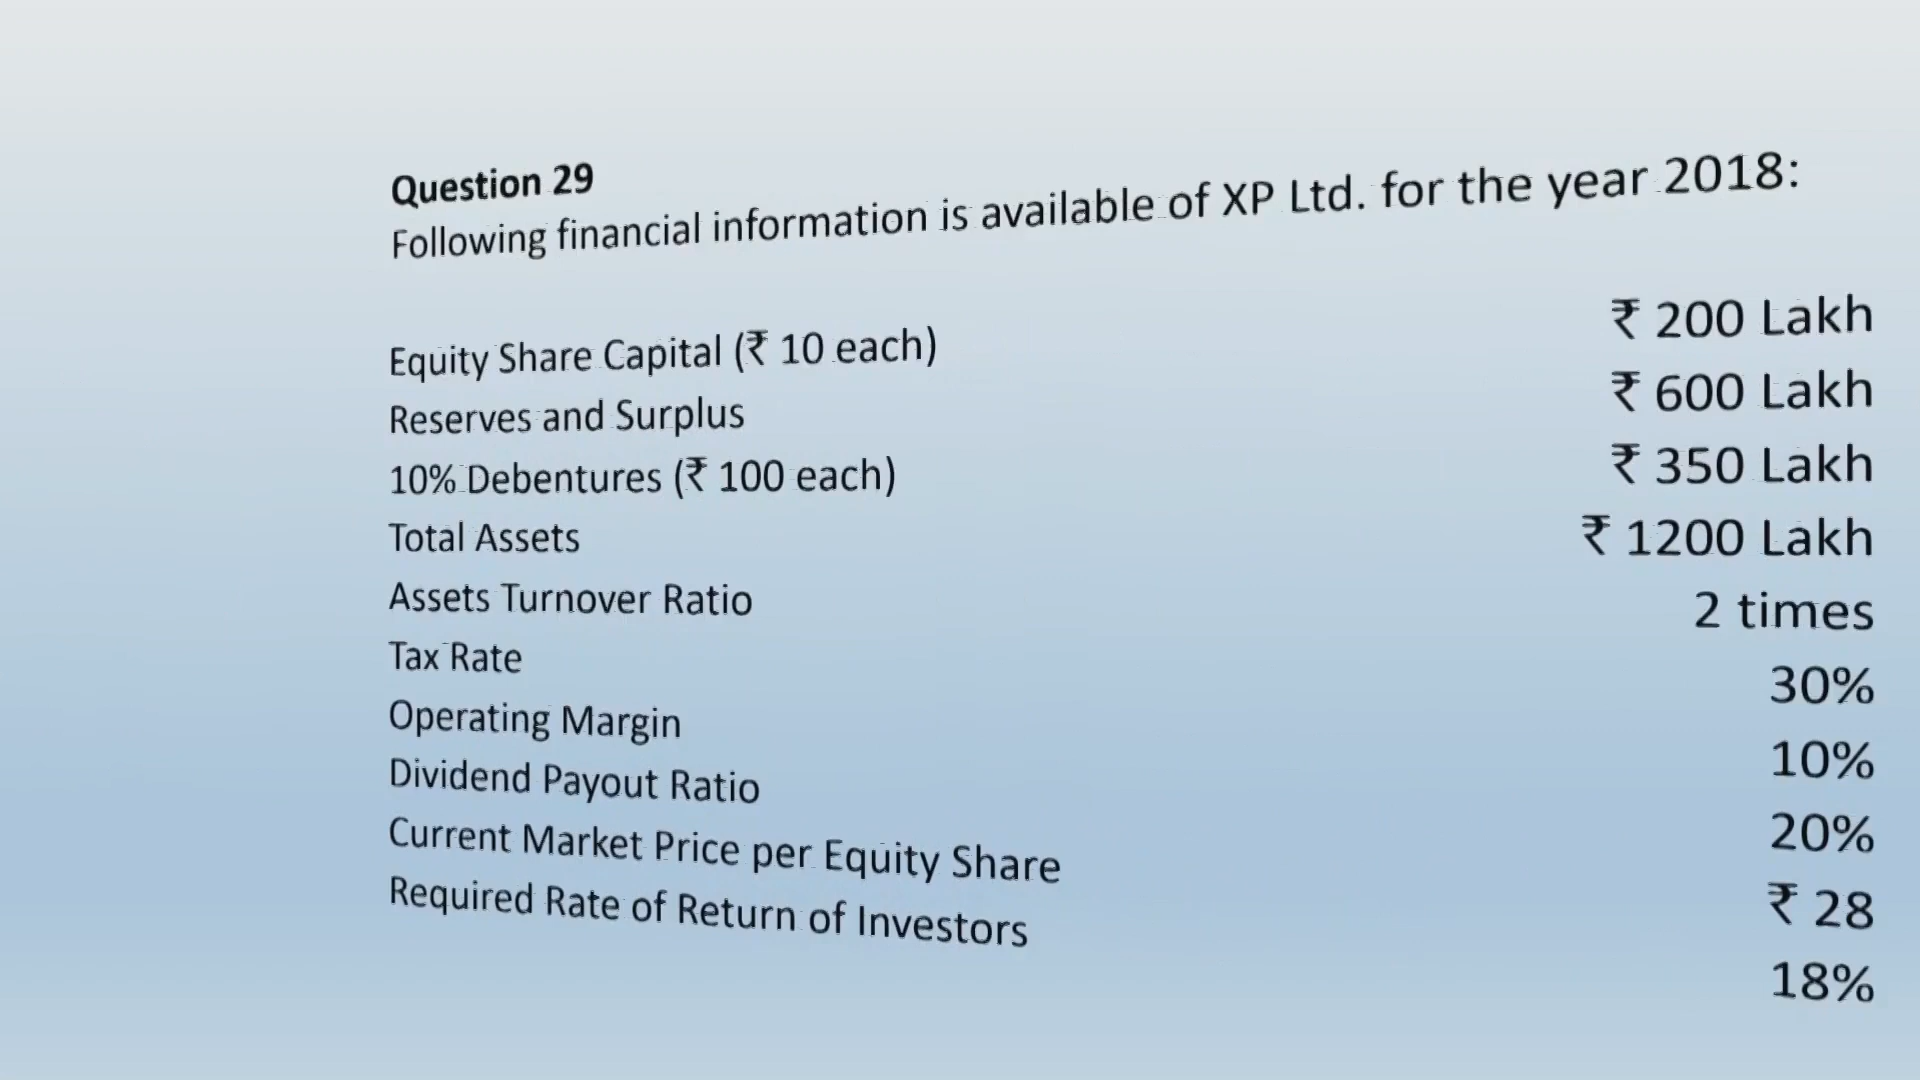 Question 29
Following financial information is available of XP Ltd. for the year 2018:
Equity Share Capital (₹ 10 each) ₹ 200 Lakh
Reserves and Surplus ₹ 600 Lakh
10% Debentures (₹ 100 each) ₹ 350 Lakh
Total Assets ₹ 1200 Lakh
Assets Turnover Ratio 2 times
Tax Rate 30%
Operating Margin 10%
Dividend Payout Ratio 20%
Current Market Price per Equity Share ₹ 28
Required Rate of Return of Investors 18%